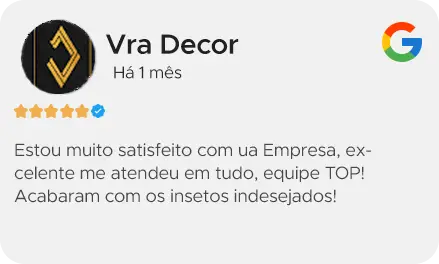 Vra Decor
Há 1 mês
Estou muito satisfeito com ua Empresa, ex-
celente me atendeu em tudo, equipe TOP!
Acabaram com os insetos indesejados!